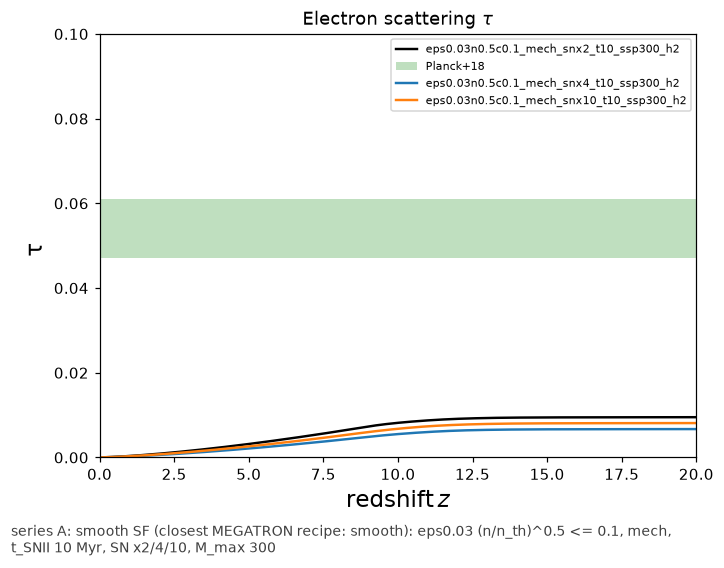 Electron scattering τ
0.10
0.08
0.06
0.04
0.02
0.00
τ
eps0.03n0.5c0.1_mech_snx2_t10_ssp300_h2
Planck+18
eps0.03n0.5c0.1_mech_snx4_t10_ssp300_h2
eps0.03n0.5c0.1_mech_snx10_t10_ssp300_h2
0.0 2.5 5.0 7.5 10.0 12.5 15.0 17.5 20.0
redshift z
series A: smooth SF (closest MEGATRON recipe: smooth): eps0.03 (n/n_th)^0.5 <= 0.1, mech,
t_SNII 10 Myr, SN x2/4/10, M_max 300